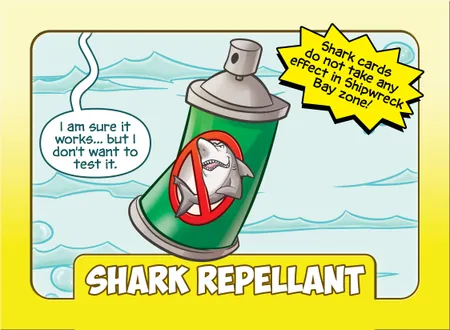 Shark cards
do not take any
effect in Shipwreck
Bay zone!
I am sure it
works... but I
don't want to
test it.
SHARK REPELLANT